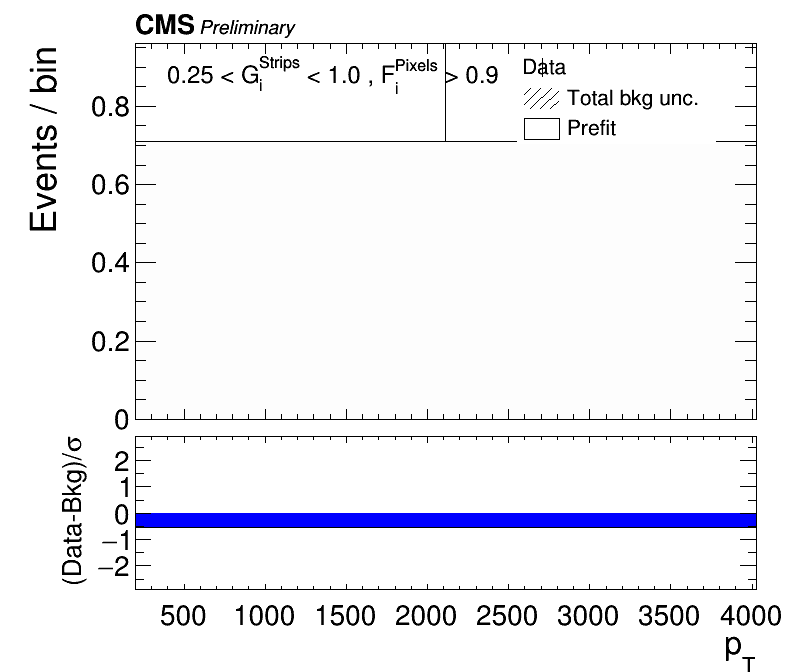 CMS Preliminary
0.25 < G_i^Strips < 1.0 , F_i^Pixels > 0.9
Data
Total bkg unc.
Prefit
Events / bin
0.8
0.6
0.4
0.2
0
(Data-Bkg)/σ
2
1
0
−1
−2
500 1000 1500 2000 2500 3000 3500 4000
p_T